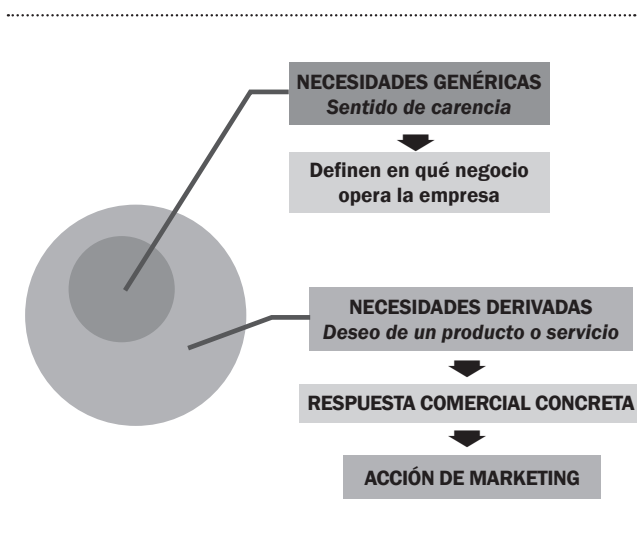 NECESIDADES GENÉRICAS
Sentido de carencia
Definen en qué negocio
opera la empresa
NECESIDADES DERIVADAS
Deseo de un producto o servicio
RESPUESTA COMERCIAL CONCRETA
ACCIÓN DE MARKETING